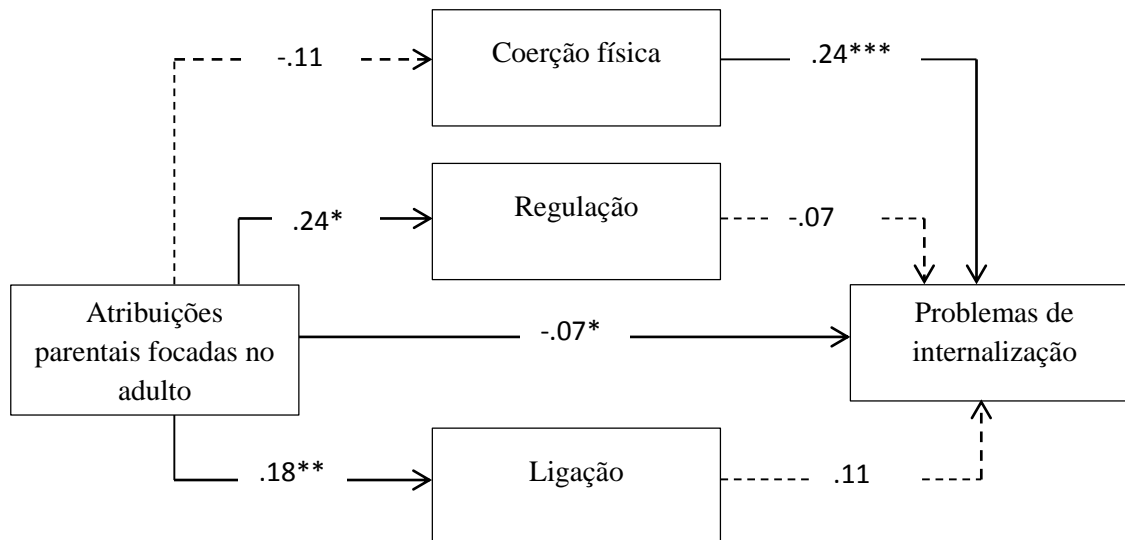 Coerção física
-.11
.24***
Regulação
.24*
-.07
Atribuições
parentais focadas no
adulto
-.07*
Problemas de
internalização
Ligação
.18**
.11